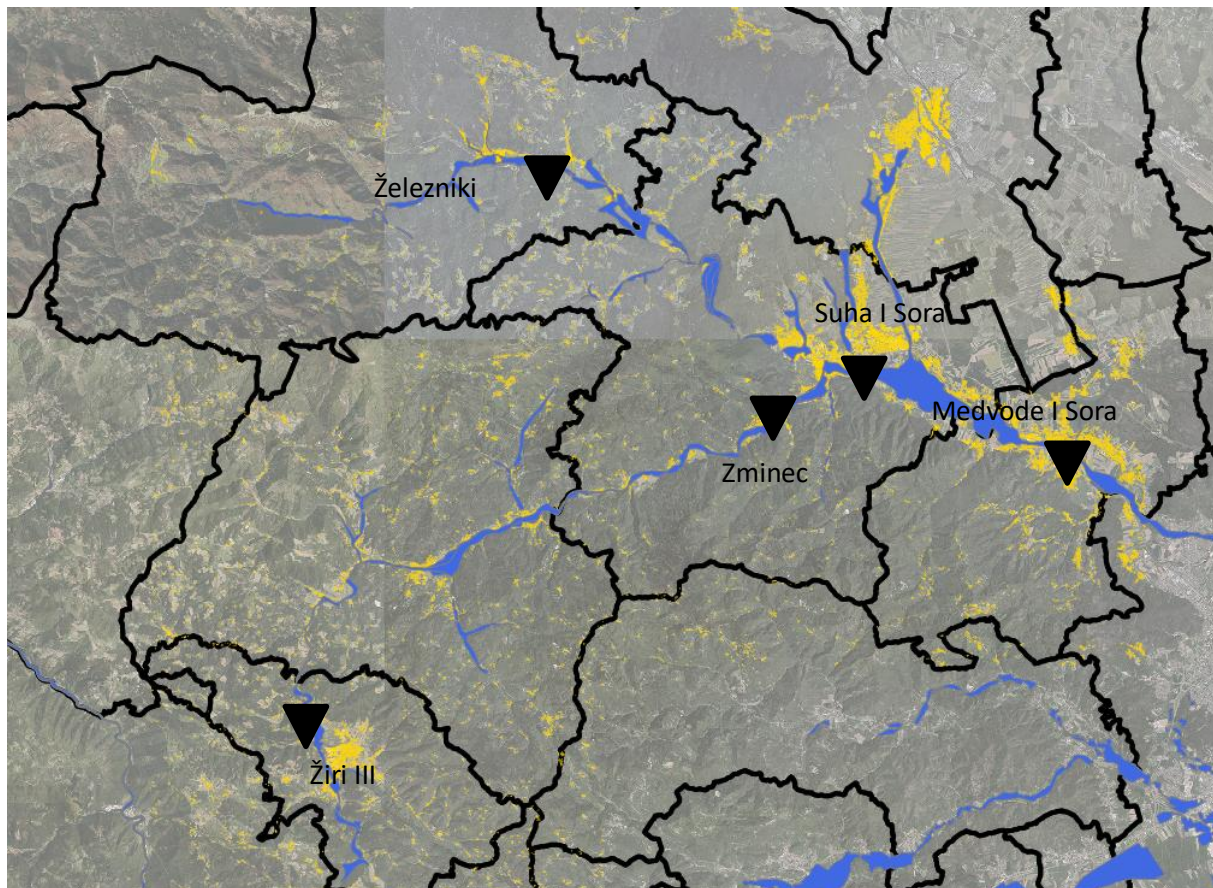 Železniki
Suha I Sora
Medvode I Sora
Zminec
Žiri III